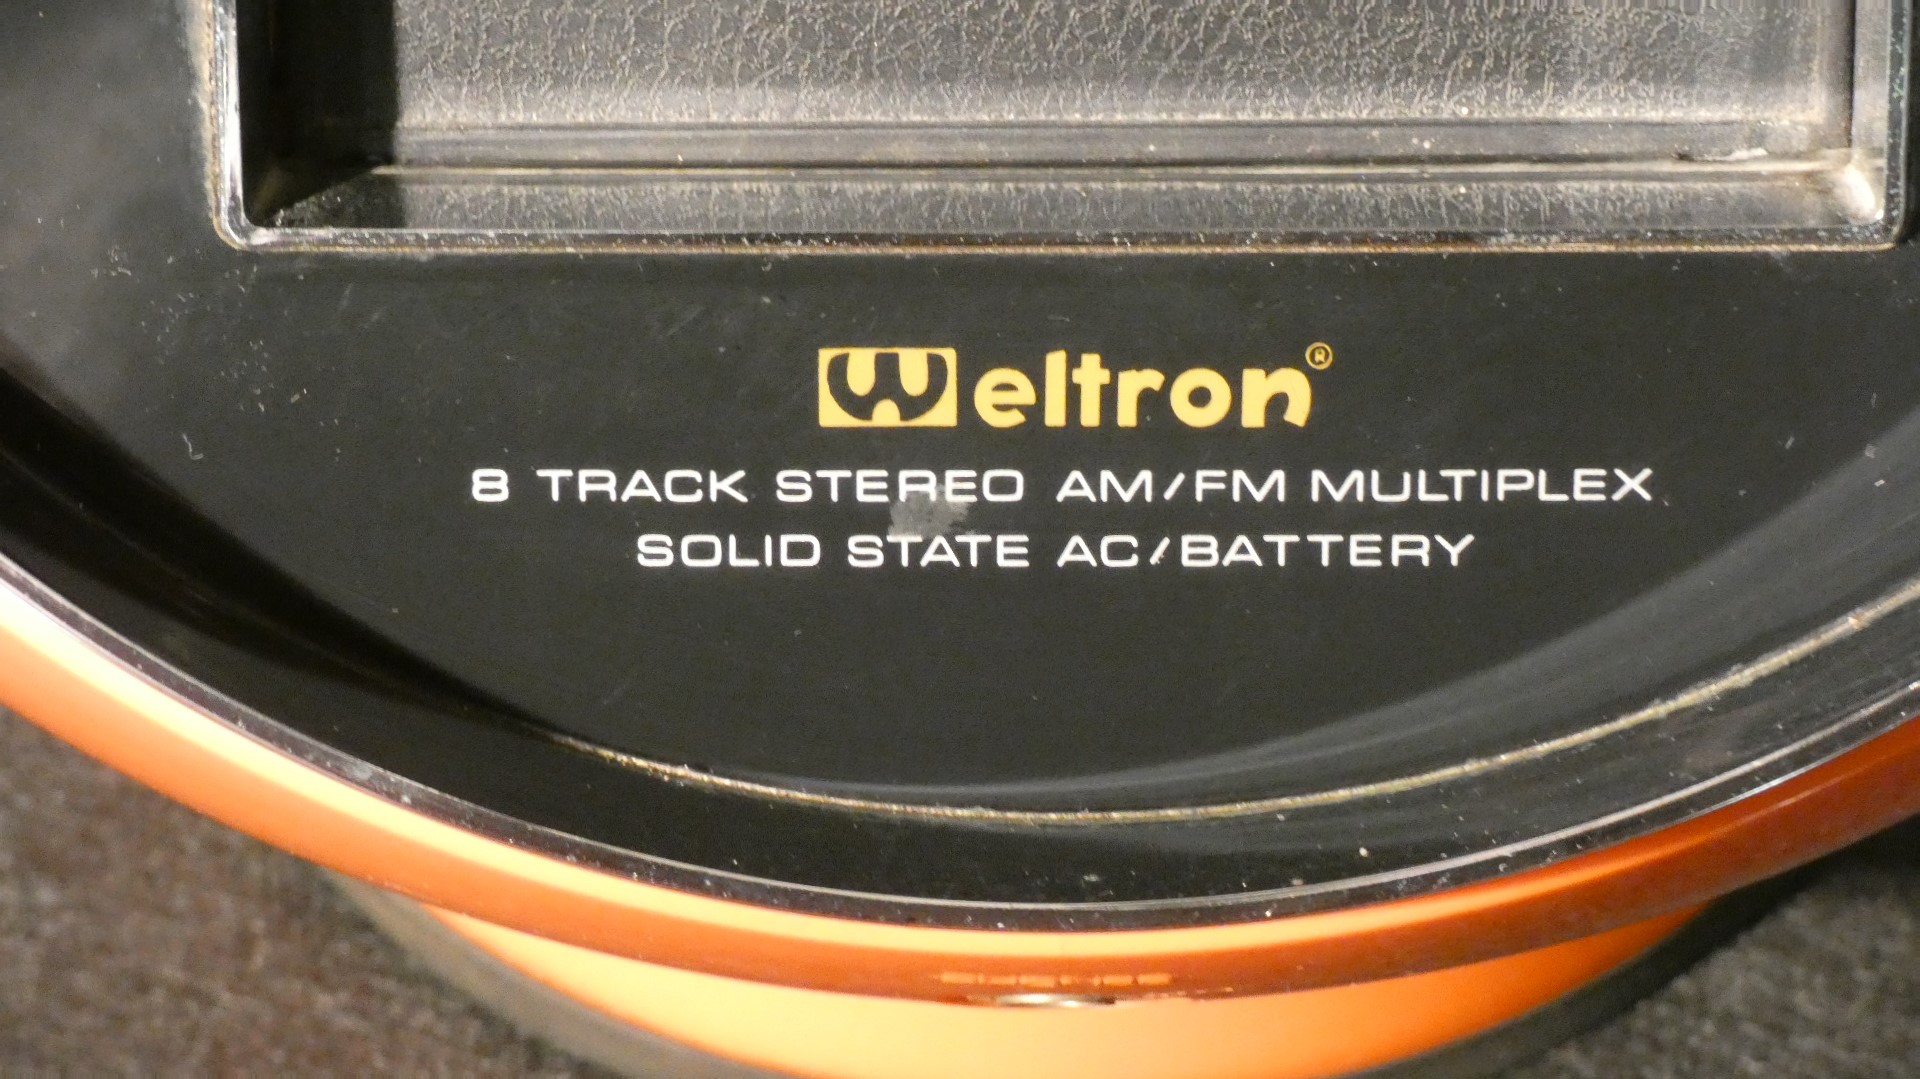 Weltron®
8 TRACK STEREO AM/FM MULTIPLEX
SOLID STATE AC/BATTERY